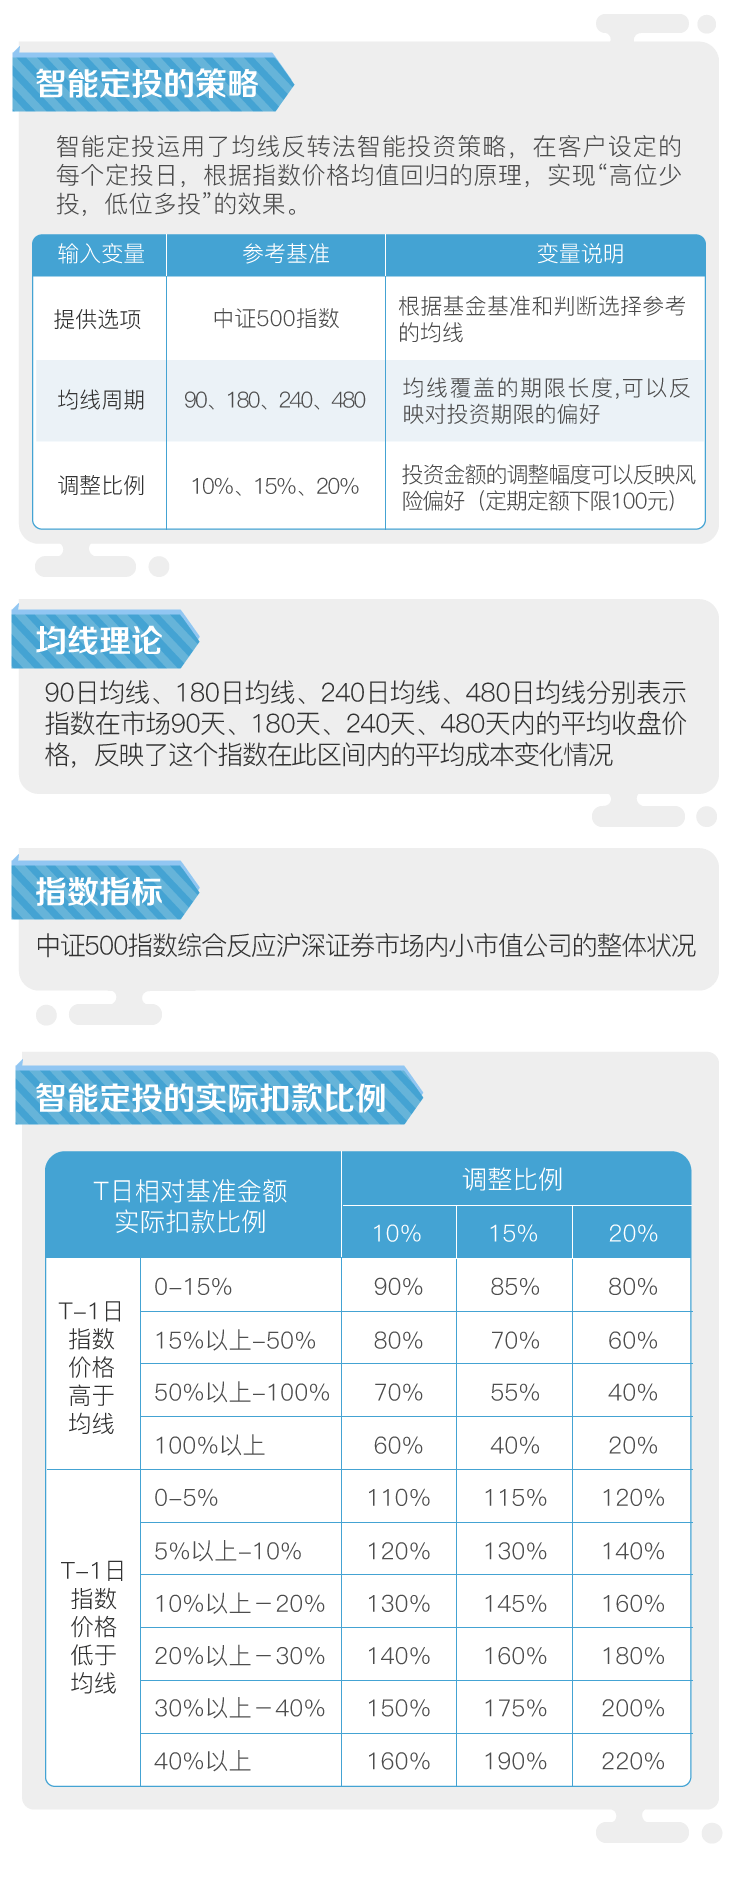 智能定投的策略
智能定投运用了均线反转法智能投资策略，在客户设定的
每个定投日，根据指数价格均值回归的原理，实现“高位少
投，低位多投”的效果。
输入变量 参考基准 变量说明
提供选项 中证500指数 根据基金基准和判断选择参考
的均线
均线周期 90、180、240、480 均线覆盖的期限长度,可以反
映对投资期限的偏好
调整比例 10%、15%、20% 投资金额的调整幅度可以反映风
险偏好（定期定额下限100元）
均线理论
90日均线、180日均线、240日均线、480日均线分别表示
指数在市场90天、180天、240天、480天内的平均收盘价
格，反映了这个指数在此区间内的平均成本变化情况
指数指标
中证500指数综合反应沪深证券市场内小市值公司的整体状况
智能定投的实际扣款比例
T日相对基准金额
实际扣款比例
调整比例
10% 15% 20%
T-1日
指数
价格
高于
均线
0-15% 90% 85% 80%
15%以上-50% 80% 70% 60%
50%以上-100% 70% 55% 40%
100%以上 60% 40% 20%
T-1日
指数
价格
低于
均线
0-5% 110% 115% 120%
5%以上-10% 120% 130% 140%
10%以上-20% 130% 145% 160%
20%以上-30% 140% 160% 180%
30%以上-40% 150% 175% 200%
40%以上 160% 190% 220%